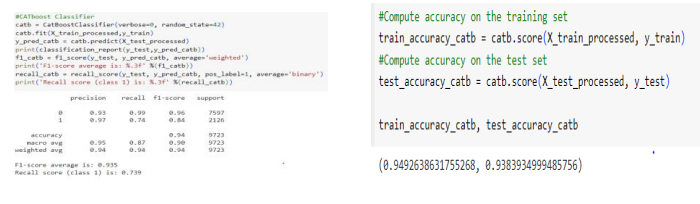 #CATboost Classifier
catb = CatBoostClassifier(verbose=0, random_state=42)
catb.fit(X_train_processed,y_train)
y_pred_catb = catb.predict(X_test_processed)
print(classification_report(y_test,y_pred_catb))
f1_catb = f1_score(y_test, y_pred_catb, average='weighted')
print('F1-score average is: %.3f' %(f1_catb))
recall_catb = recall_score(y_test, y_pred_catb, pos_label=1, average='binary')
print('Recall score (class 1) is: %.3f' %(recall_catb))
precision recall f1-score support
0 0.93 0.99 0.96 7597
1 0.97 0.74 0.84 2126
accuracy 0.94 9723
macro avg 0.95 0.87 0.90 9723
weighted avg 0.94 0.94 0.94 9723
F1-score average is: 0.935
Recall score (class 1) is: 0.739
#Compute accuracy on the training set
train_accuracy_catb = catb.score(X_train_processed, y_train)
#Compute accuracy on the test set
test_accuracy_catb = catb.score(X_test_processed, y_test)
train_accuracy_catb, test_accuracy_catb
(0.9492638631755268, 0.9383934999485756)